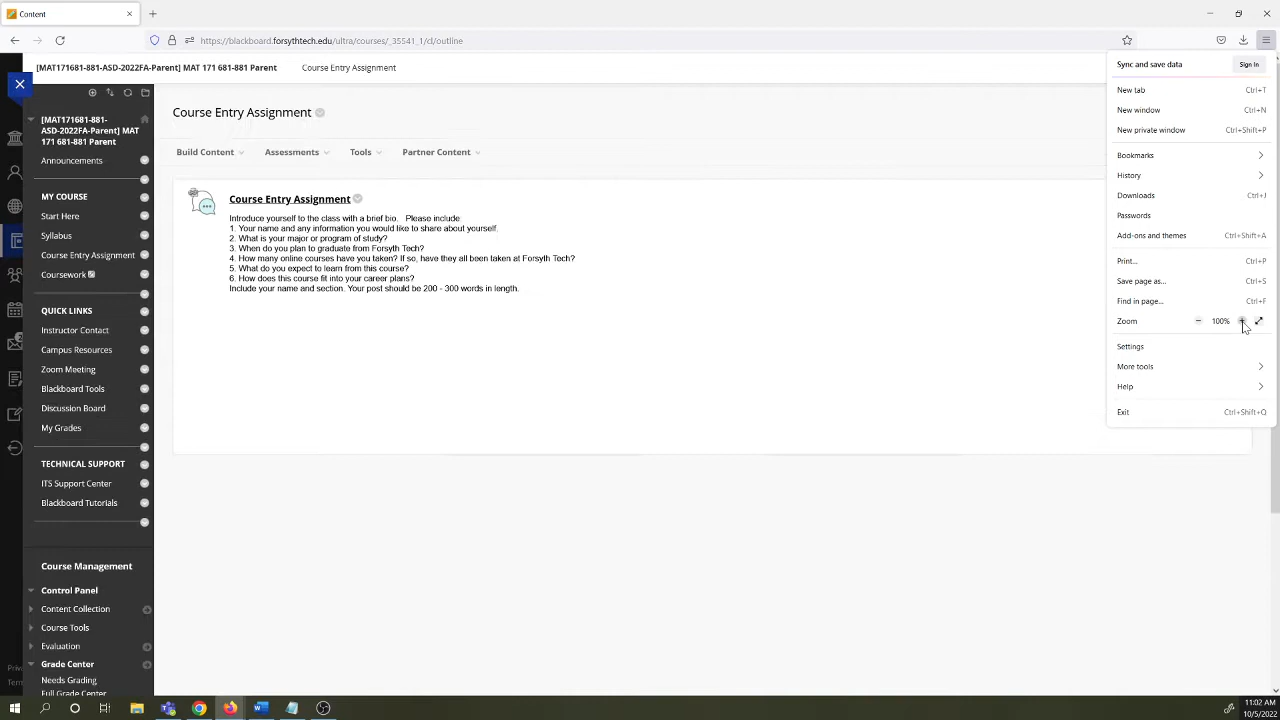 Content
https://blackboard.forsythtech.edu/ultra/courses/_35541_1/cl/outline
[MAT171681-881-ASD-2022FA-Parent] MAT 171 681-881 Parent
Course Entry Assignment
[MAT171681-881-
ASD-2022FA-
Parent] MAT
171 681-881 Parent
Announcements
MY COURSE
Start Here
Syllabus
Course Entry Assignment
Coursework
QUICK LINKS
Instructor Contact
Campus Resources
Zoom Meeting
Blackboard Tools
Discussion Board
My Grades
TECHNICAL SUPPORT
ITS Support Center
Blackboard Tutorials
Course Management
Control Panel
Content Collection
Course Tools
Evaluation
Grade Center
Needs Grading
Full Grade Center
Priva
Term
Course Entry Assignment
Build Content
Assessments
Tools
Partner Content
Course Entry Assignment
Introduce yourself to the class with a brief bio. Please include
1. Your name and any information you would like to share about yourself.
2. What is your major or program of study?
3. When do you plan to graduate from Forsyth Tech?
4. How many online courses have you taken? If so, have they all been taken at Forsyth Tech?
5. What do you expect to learn from this course?
6. How does this course fit into your career plans?
Include your name and section. Your post should be 200 - 300 words in length.
Sync and save data
Sign In
New tab Ctrl+T
New window Ctrl+N
New private window Ctrl+Shift+P
Bookmarks
History
Downloads Ctrl+J
Passwords
Add-ons and themes Ctrl+Shift+A
Print... Ctrl+P
Save page as... Ctrl+S
Find in page... Ctrl+F
Zoom 100%
Settings
More tools
Help
Exit Ctrl+Shift+Q
11:02 AM
10/5/2022